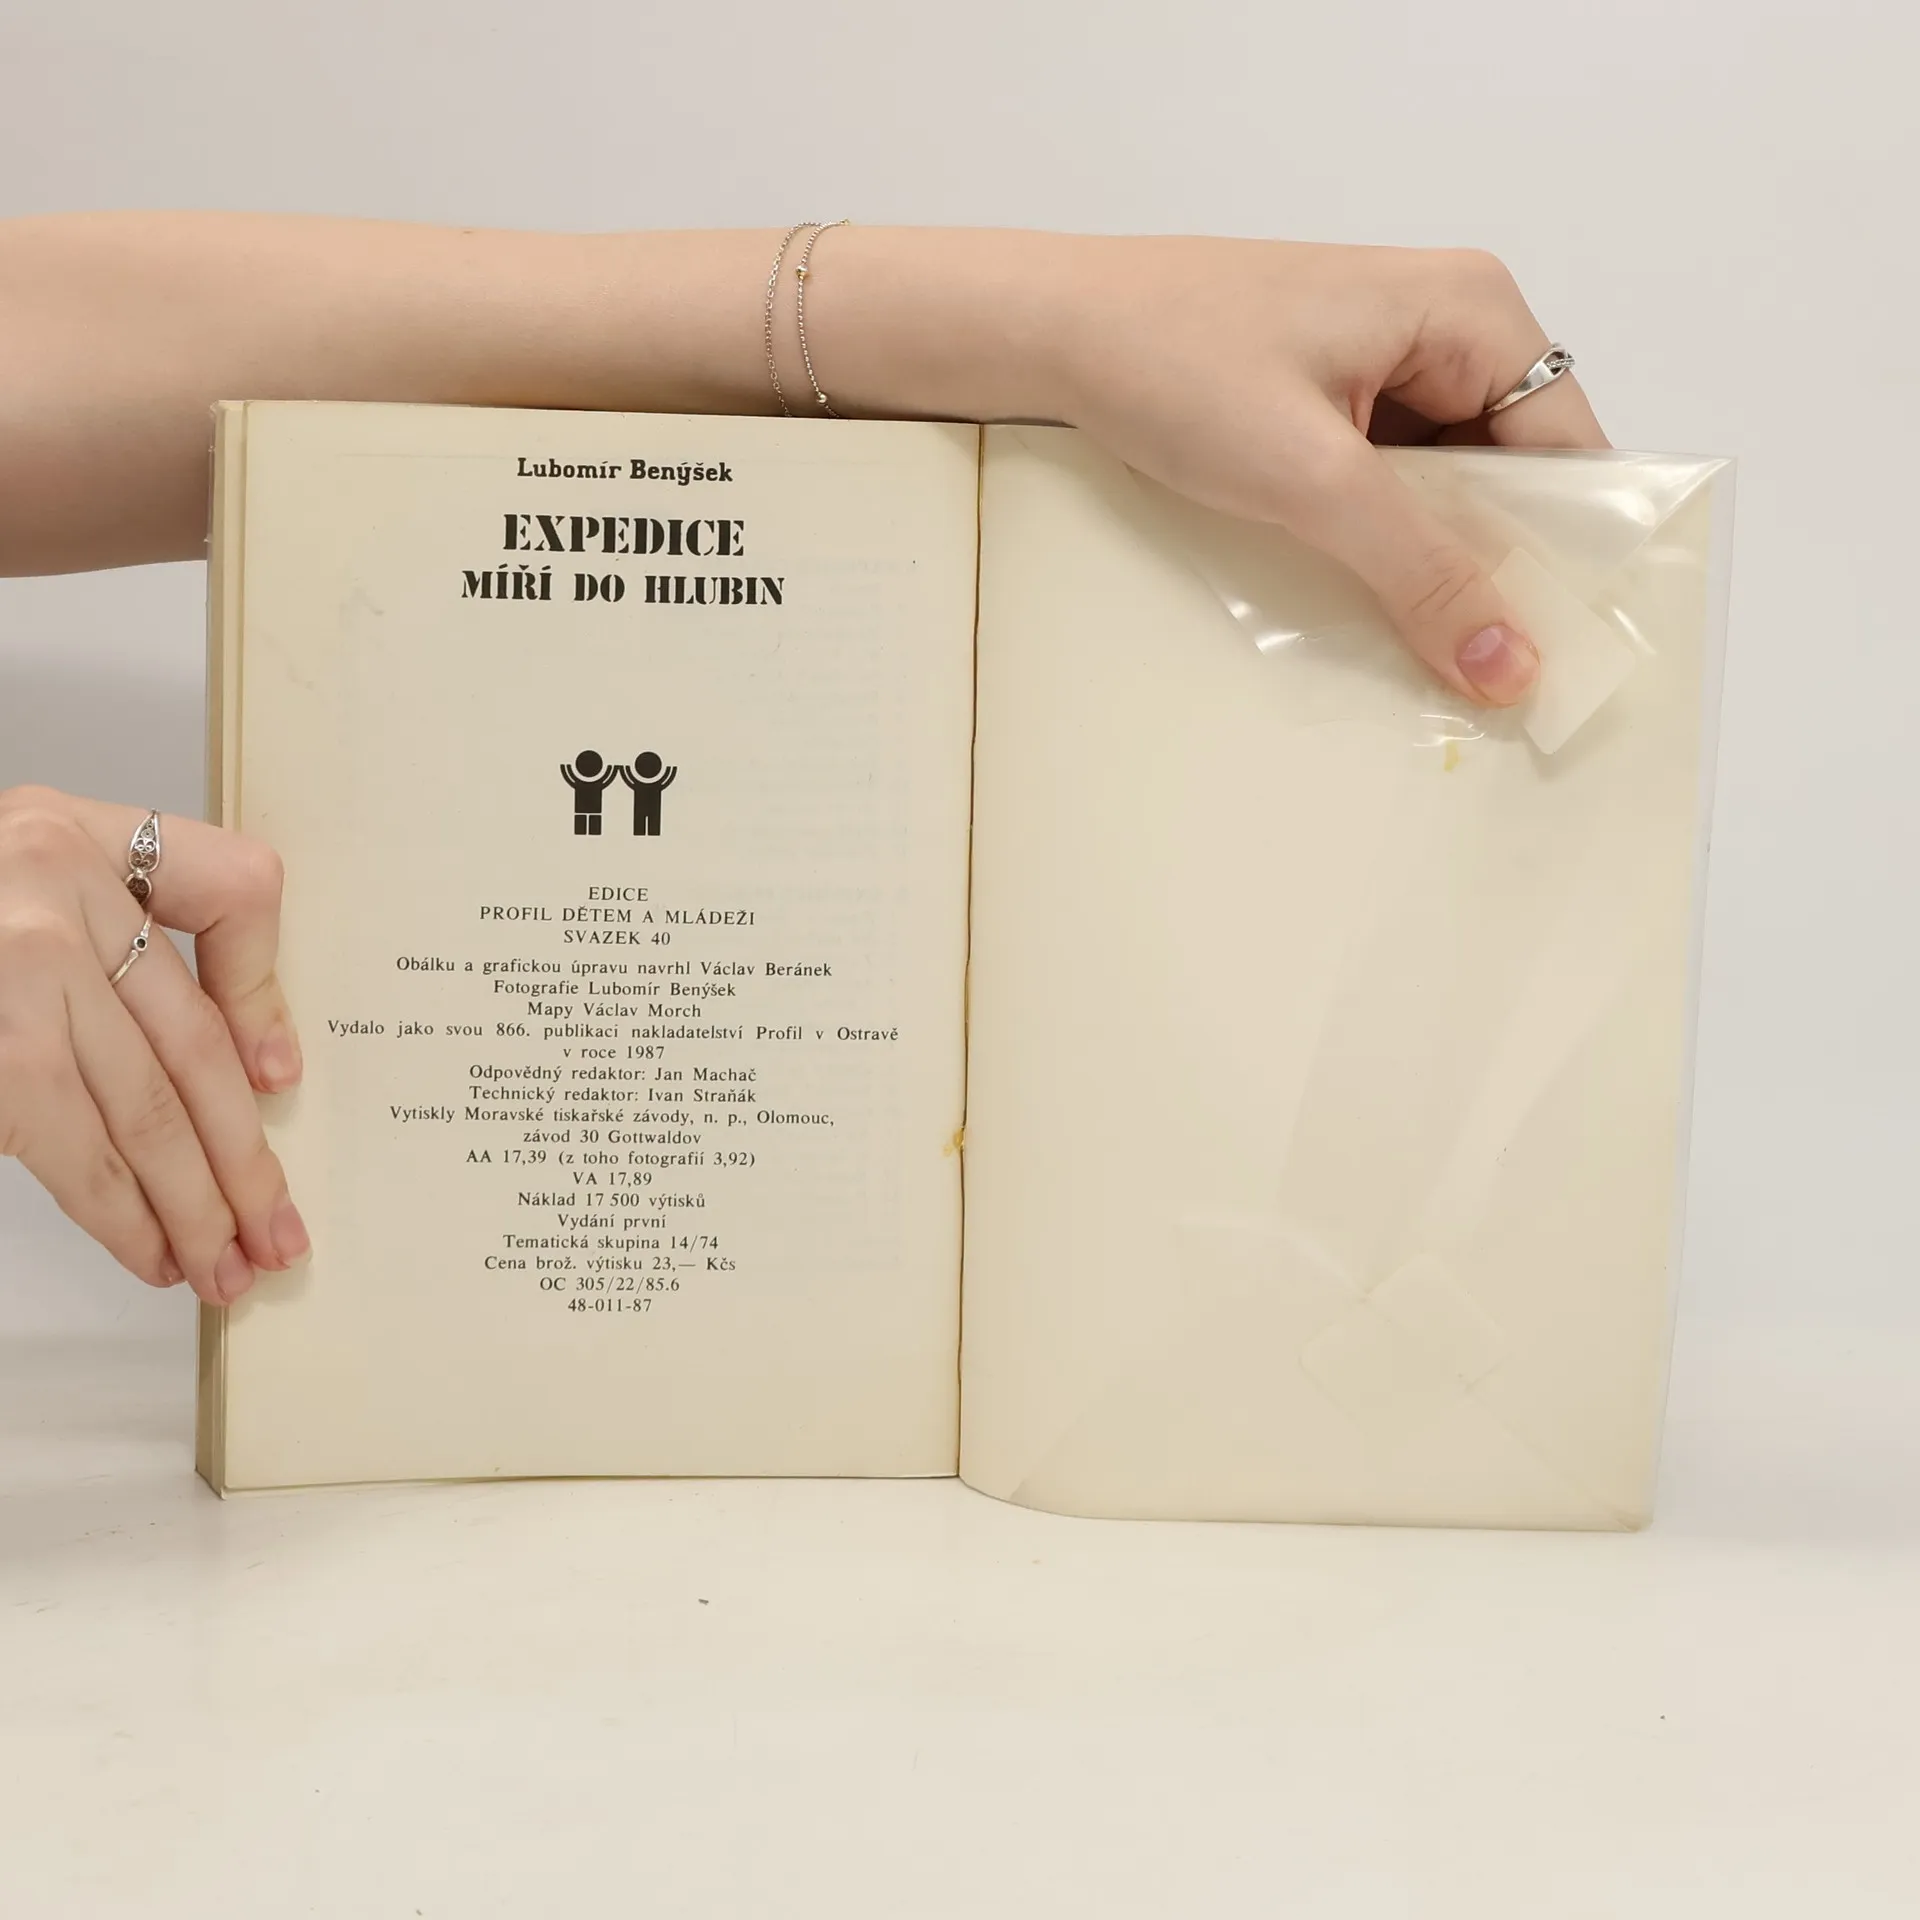 Lubomír Benýšek
EXPEDICE
MÍŘÍ DO HLUBIN
EDICE
PROFIL DĚTEM A MLÁDEŽI
SVAZEK 40
Obálku a grafickou úpravu navrhl Václav Beránek
Fotografie Lubomír Benýšek
Mapy Václav Morch
Vydalo jako svou 866. publikaci nakladatelství Profil v Ostravě
v roce 1987
Odpovědný redaktor: Jan Machač
Technický redaktor: Ivan Straňák
Vytiskly Moravské tiskařské závody, n. p., Olomouc,
závod 30 Gottwaldov
AA 17,39 (z toho fotografií 3,92)
VA 17,89
Náklad 17 500 výtisků
Vydání první
Tematická skupina 14/74
Cena brož. výtisku 23,— Kčs
OC 305/22/85.6
48-011-87